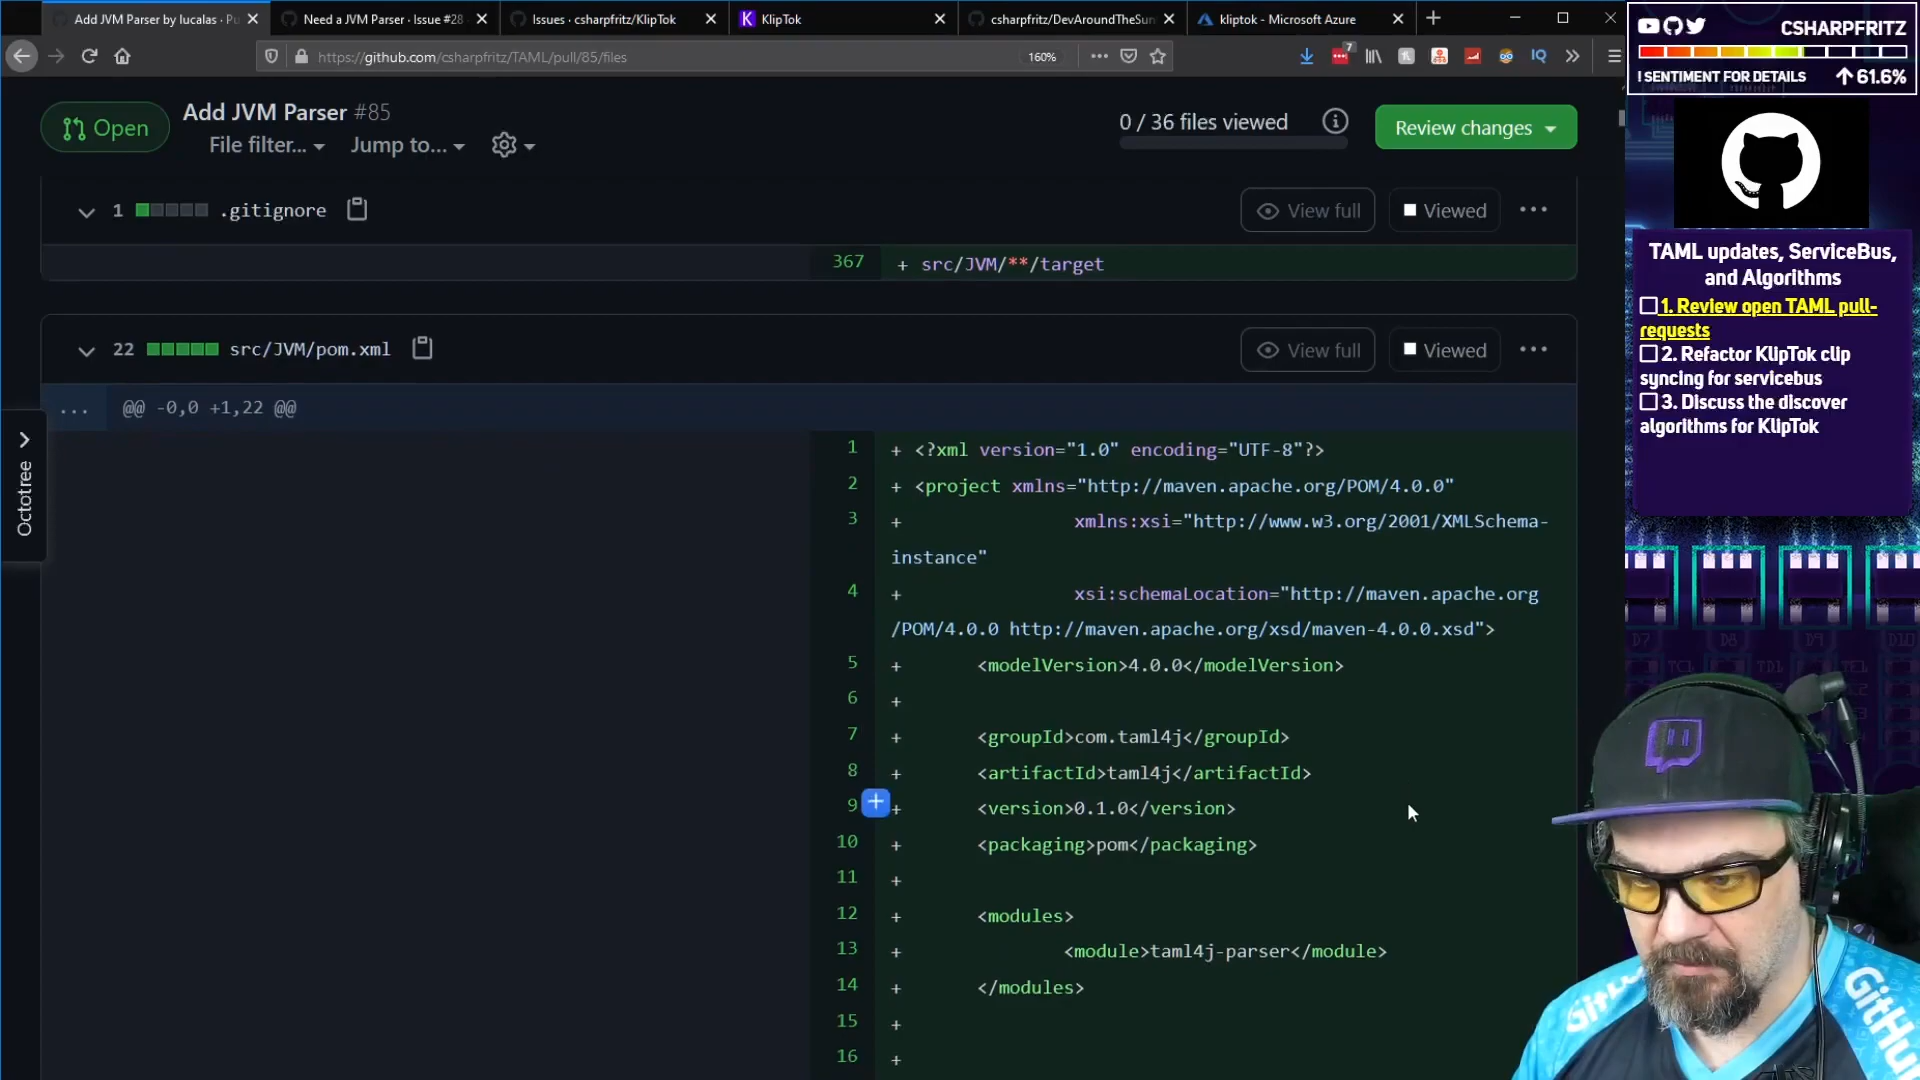 Add JVM Parser by lucalas · Pu
Need a JVM Parser · Issue #28
Issues · csharpfritz/KlipTok
KlipTok
csharpfritz/DevAroundTheSun
kliptok - Microsoft Azure
https://github.com/csharpfritz/TAML/pull/85/files
160%
7
IQ
CSHARPFRITZ
! SENTIMENT FOR DETAILS
61.6%
Open
Add JVM Parser #85
File filter...
Jump to...
0 / 36 files viewed
Review changes
1 .gitignore
View full
Viewed
367 + src/JVM/**/target
22 src/JVM/pom.xml
View full
Viewed
... @@ -0,0 +1,22 @@
1 + <?xml version="1.0" encoding="UTF-8"?>
2 + <project xmlns="http://maven.apache.org/POM/4.0.0"
3 + xmlns:xsi="http://www.w3.org/2001/XMLSchema-
instance"
4 + xsi:schemaLocation="http://maven.apache.org
/POM/4.0.0 http://maven.apache.org/xsd/maven-4.0.0.xsd">
5 + <modelVersion>4.0.0</modelVersion>
6 +
7 + <groupId>com.taml4j</groupId>
8 + <artifactId>taml4j</artifactId>
9 + <version>0.1.0</version>
10 + <packaging>pom</packaging>
11 +
12 + <modules>
13 + <module>taml4j-parser</module>
14 + </modules>
15 +
16 +
Octotree
TAML updates, ServiceBus,
and Algorithms
1. Review open TAML pull-
requests
2. Refactor KlipTok clip
syncing for servicebus
3. Discuss the discover
algorithms for KlipTok
D7
D8
D9
D10
GitHub
GitHu